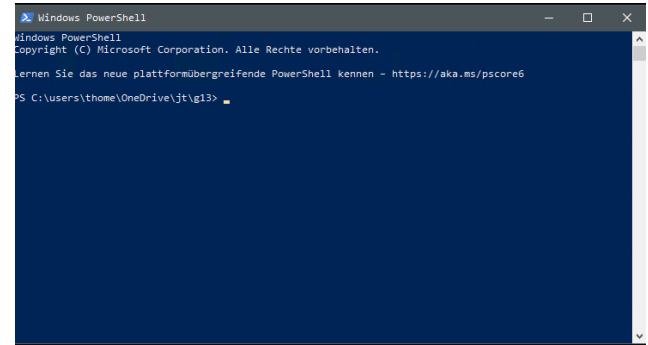 Windows PowerShell
Windows PowerShell
Copyright (C) Microsoft Corporation. Alle Rechte vorbehalten.
Lernen Sie das neue plattformübergreifende PowerShell kennen – https://aka.ms/pscore6
PS C:\users\thome\OneDrive\jt\g13>